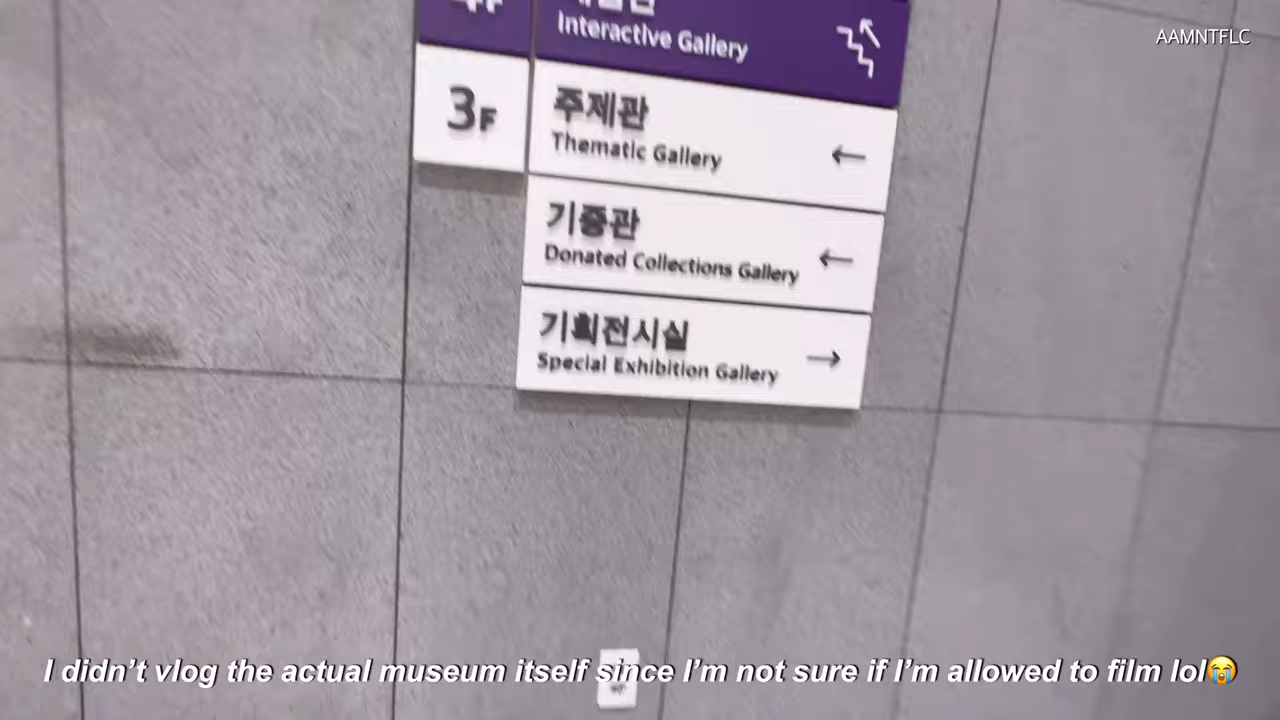 AAMNTFLC
Interactive Gallery
3F
주제관
Thematic Gallery
기증관
Donated Collections Gallery
기획전시실
Special Exhibition Gallery
I didn't vlog the actual museum itself since I'm not sure if I'm allowed to film lol😭